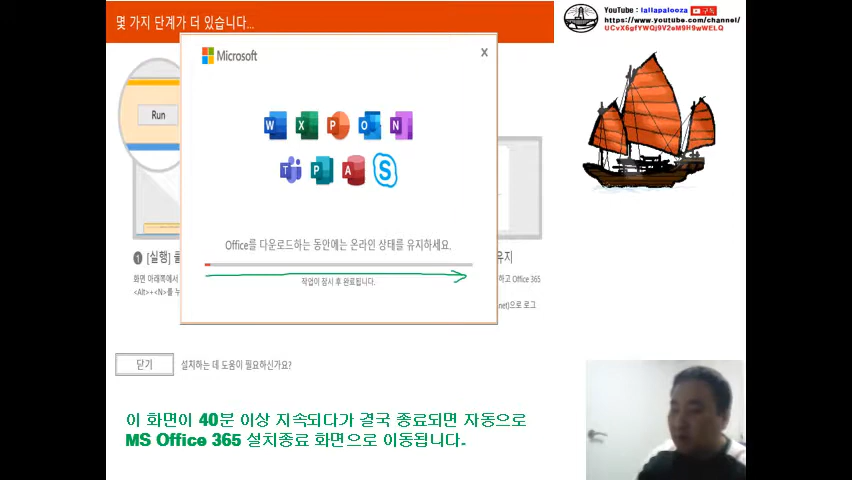 몇 가지 단계가 더 있습니다...
YouTube : lallapalooza 구독
https://www.youtube.com/channel/
UCvX6gfYWQj9V2eM9H9wWELQ
Microsoft
X
Run
W X P O N
T P A S
Office를 다운로드하는 동안에는 온라인 상태를 유지하세요.
1 [실행] 클
유지
작업이 잠시 후 완료됩니다.
화면 아래쪽에서
하고 Office 365
<Alt>+<N>를 누
net)으로 로그
닫기
설치하는 데 도움이 필요하신가요?
이 화면이 40분 이상 지속되다가 결국 종료되면 자동으로
MS Office 365 설치종료 화면으로 이동됩니다.